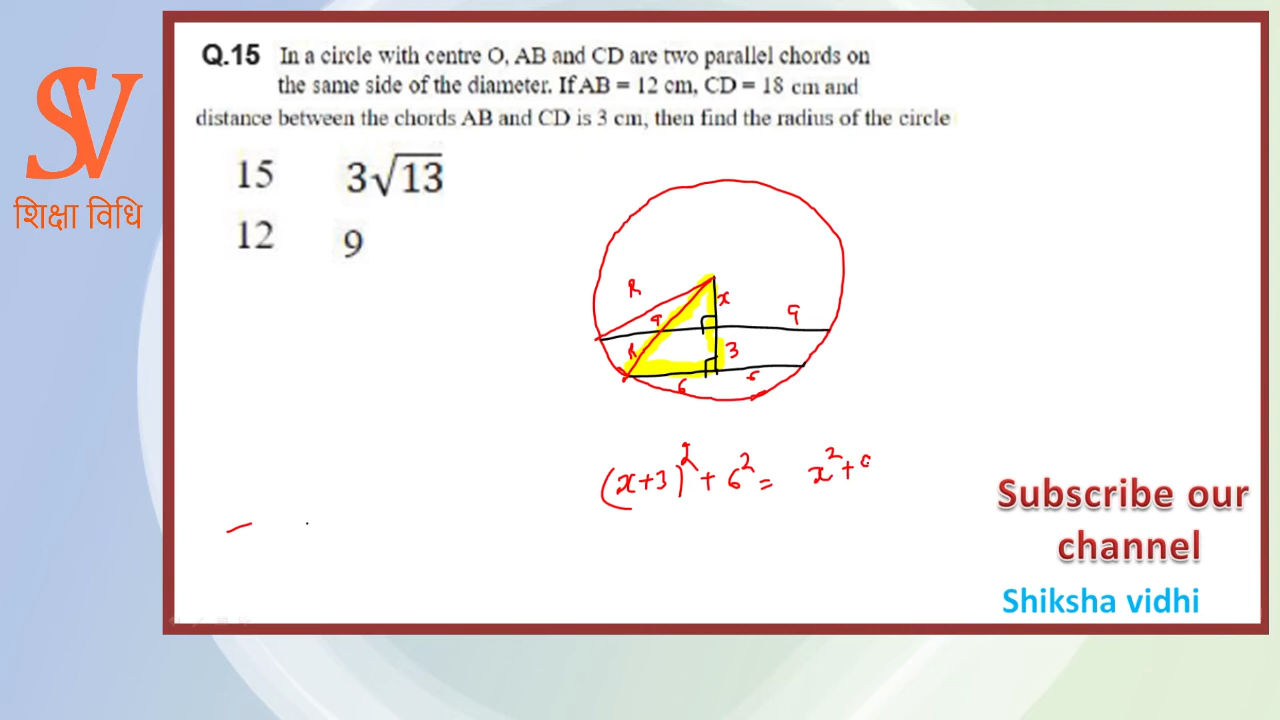 SV
शिक्षा विधि
Q.15 In a circle with centre O, AB and CD are two parallel chords on
the same side of the diameter. If AB = 12 cm, CD = 18 cm and
distance between the chords AB and CD is 3 cm, then find the radius of the circle
15 3√13
12 9
R x 9
9
R 3
6 6
(x+3)² + 6² = x² + 9
Subscribe our
channel
Shiksha vidhi